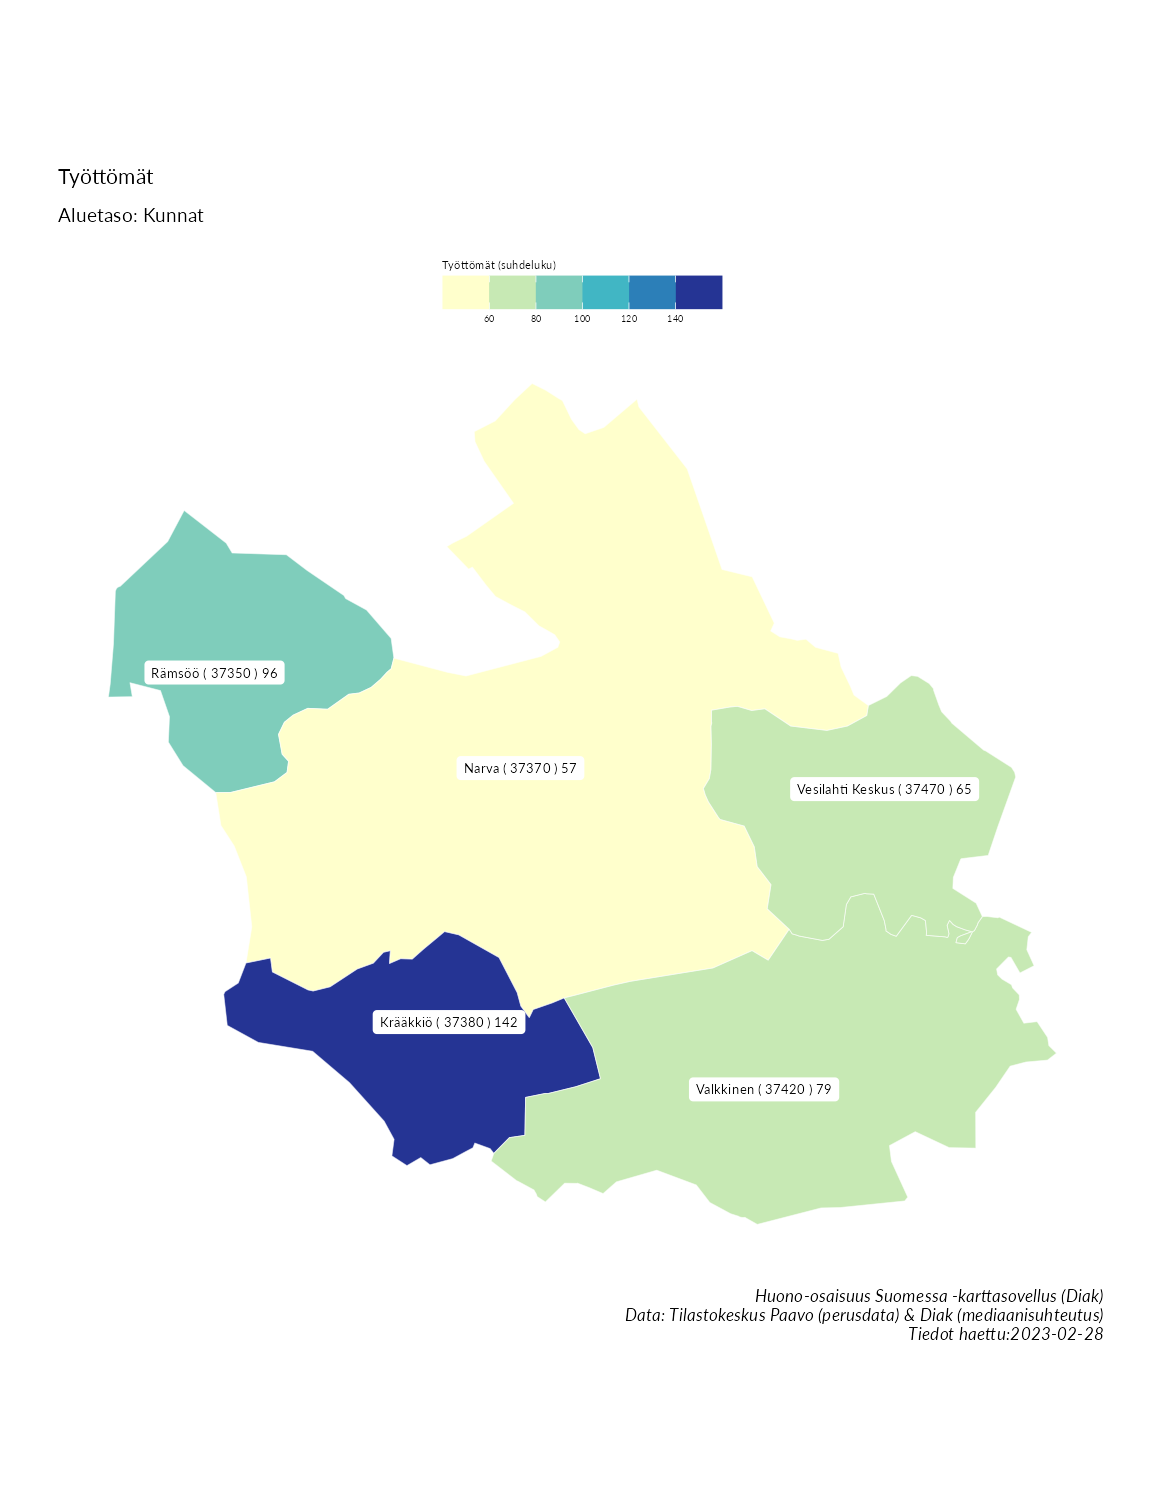 Työttömät
Aluetaso: Kunnat
Työttömät (suhdeluku)
60 80 100 120 140
Rämsöö ( 37350 ) 96
Narva ( 37370 ) 57
Vesilahti Keskus ( 37470 ) 65
Krääkkiö ( 37380 ) 142
Valkkinen ( 37420 ) 79
Huono-osaisuus Suomessa -karttasovellus (Diak)
Data: Tilastokeskus Paavo (perusdata) & Diak (mediaanisuhteutus)
Tiedot haettu:2023-02-28